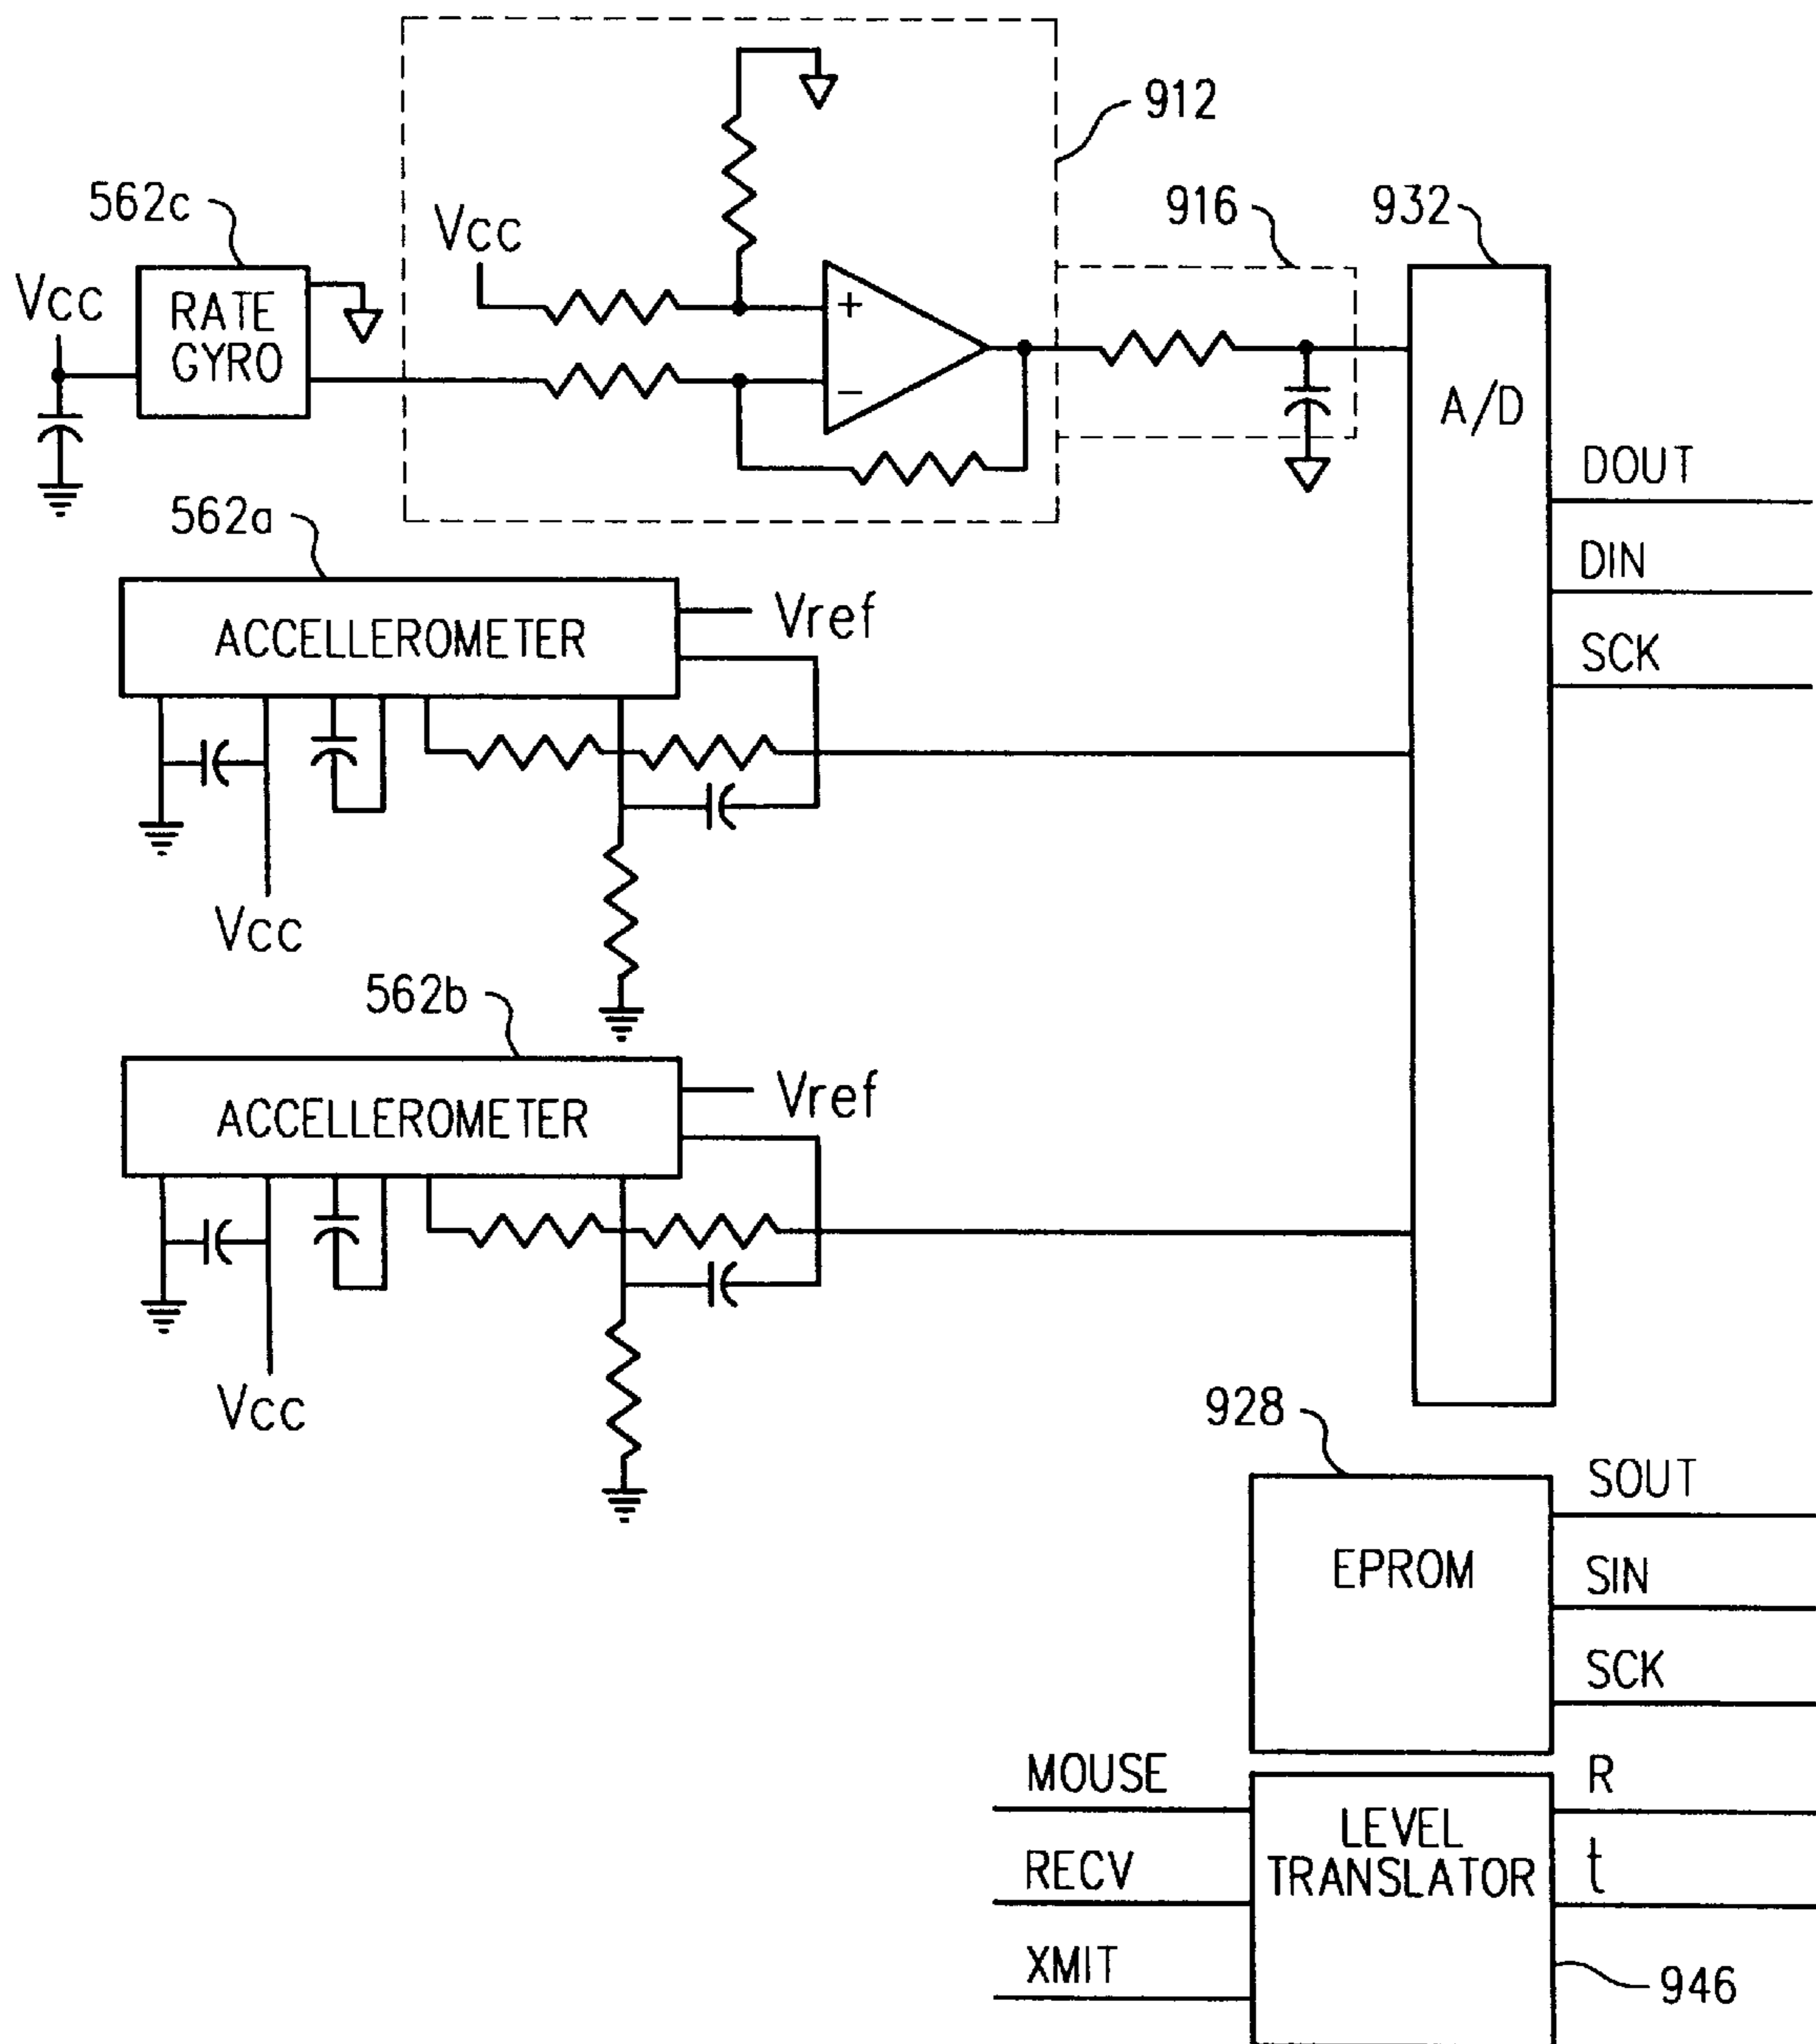 912
562c
916
932
Vcc
Vcc
RATE
GYRO
+
−
A/D
DOUT
DIN
SCK
562a
ACCELLEROMETER
Vref
Vcc
562b
ACCELLEROMETER
Vref
Vcc
928
EPROM
SOUT
SIN
SCK
MOUSE
RECV
XMIT
LEVEL
TRANSLATOR
R
t
946